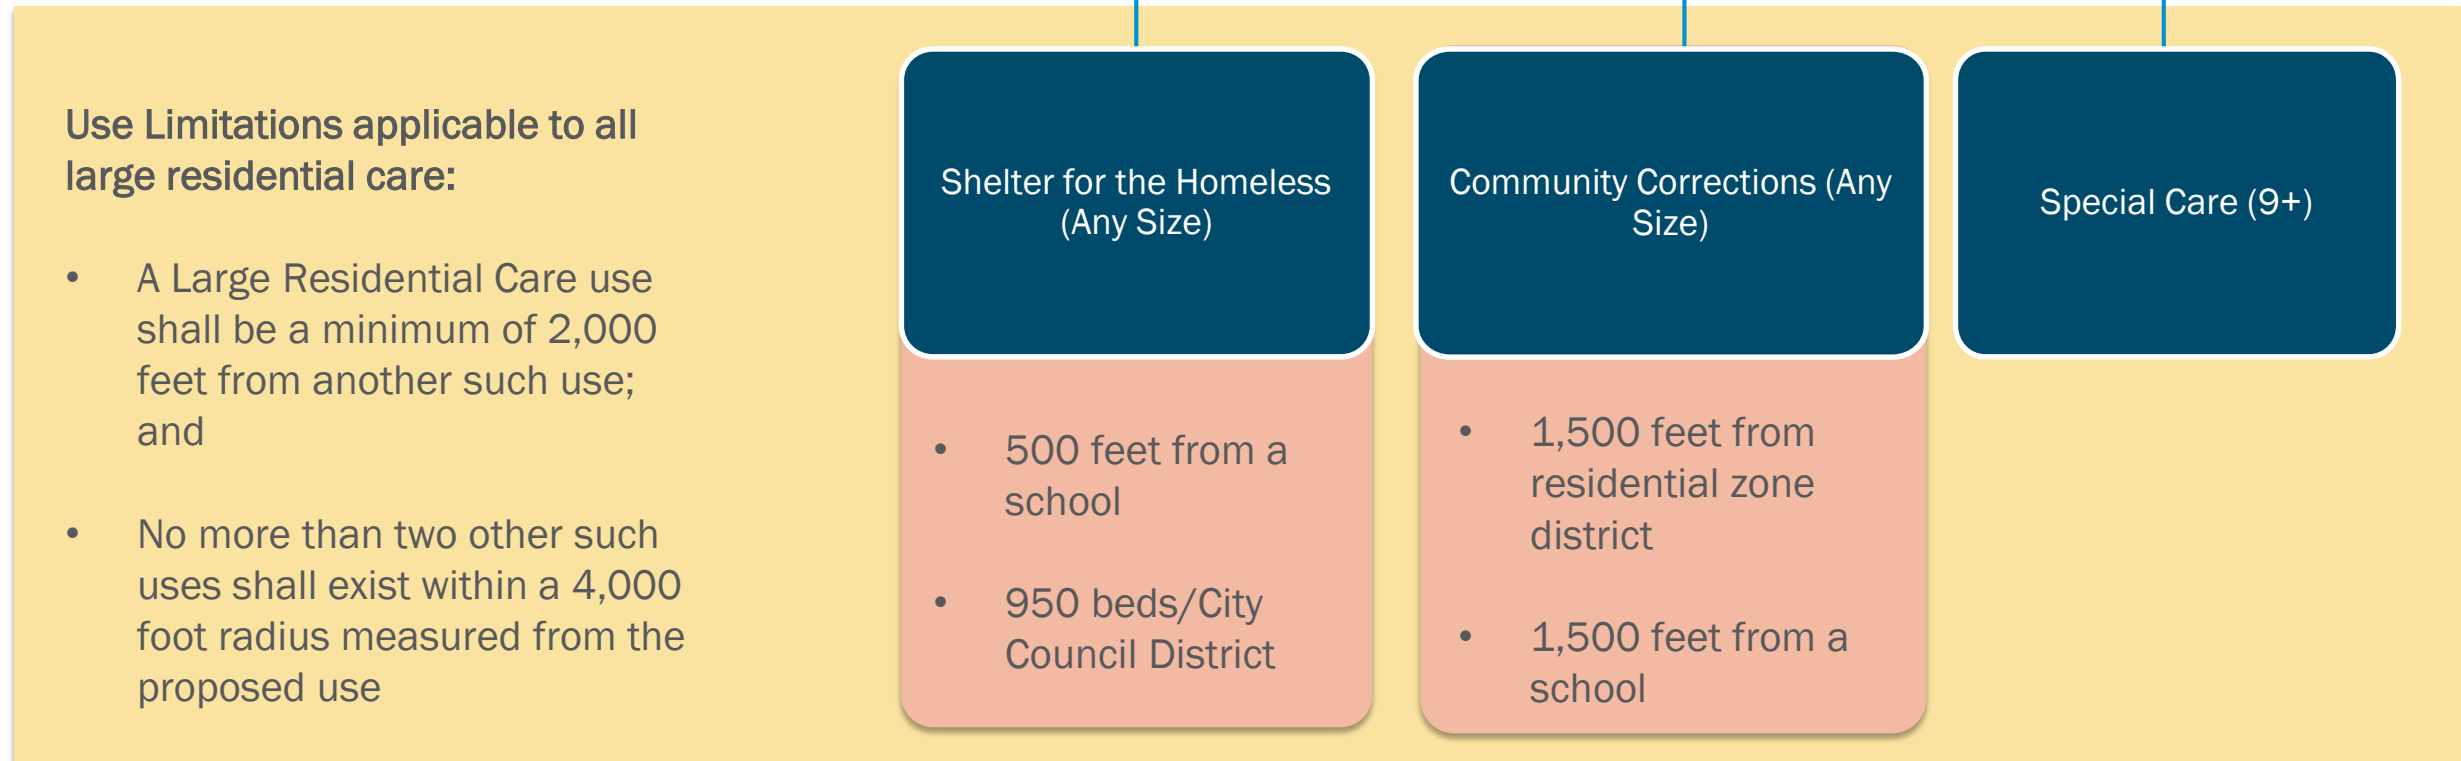 Use Limitations applicable to all
large residential care:
• A Large Residential Care use
shall be a minimum of 2,000
feet from another such use;
and
• No more than two other such
uses shall exist within a 4,000
foot radius measured from the
proposed use
Shelter for the Homeless
(Any Size)
• 500 feet from a
school
• 950 beds/City
Council District
Community Corrections (Any
Size)
• 1,500 feet from
residential zone
district
• 1,500 feet from a
school
Special Care (9+)